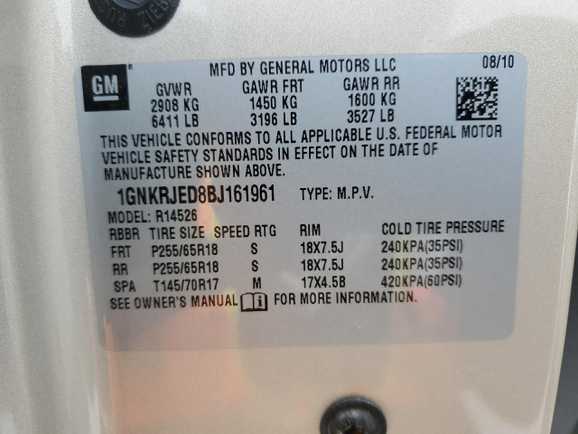 GM
MFD BY GENERAL MOTORS LLC 08/10
GVWR GAWR FRT GAWR RR
2908 KG 1450 KG 1600 KG
6411 LB 3196 LB 3527 LB
THIS VEHICLE CONFORMS TO ALL APPLICABLE U.S. FEDERAL MOTOR
VEHICLE SAFETY STANDARDS IN EFFECT ON THE DATE OF
MANUFACTURE SHOWN ABOVE.
1GNKRJED8BJ161961 TYPE: M.P.V.
MODEL: R14526
RBBR TIRE SIZE SPEED RTG RIM COLD TIRE PRESSURE
FRT P255/65R18 S 18X7.5J 240KPA(35PSI)
RR P255/65R18 S 18X7.5J 240KPA(35PSI)
SPA T145/70R17 M 17X4.5B 420KPA(60PSI)
SEE OWNER'S MANUAL FOR MORE INFORMATION.